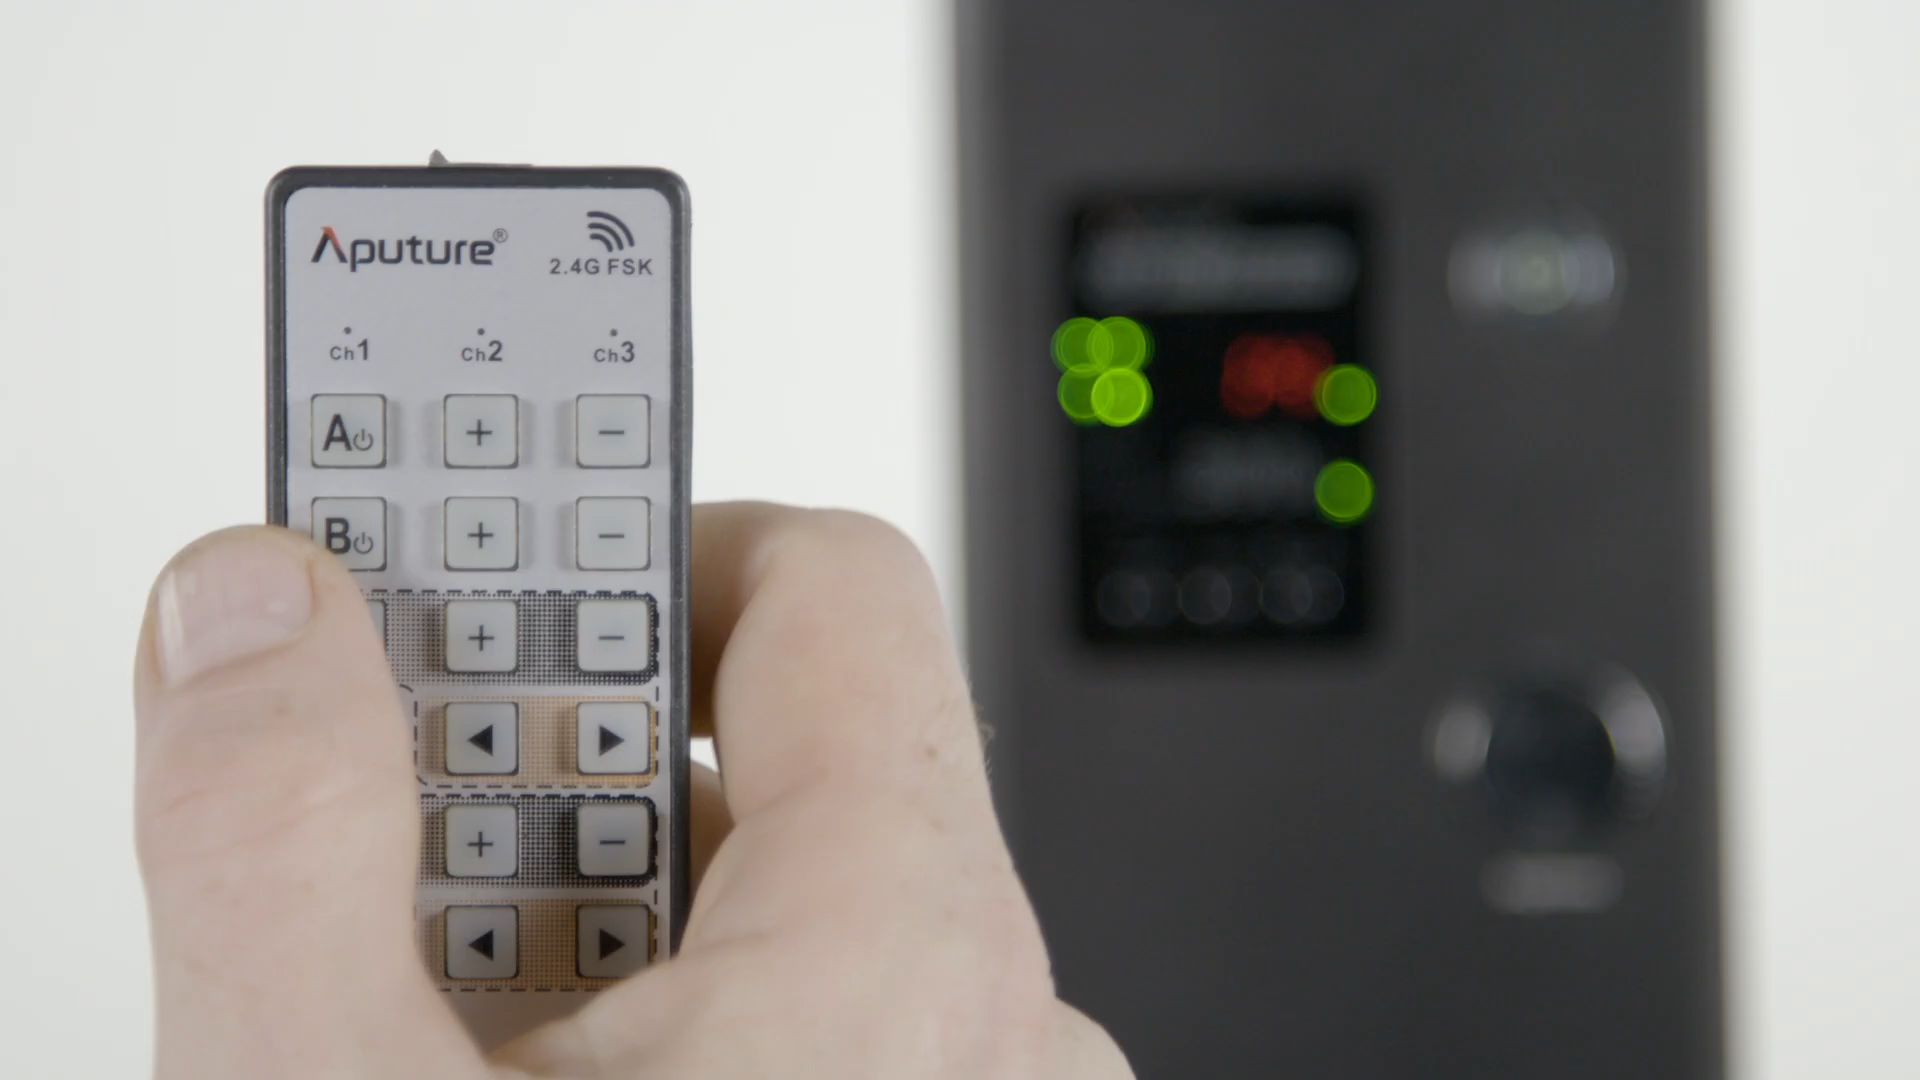 Aputure®
2.4G FSK
Ch1 Ch2 Ch3
A + −
B + −
+ −
◀ ▶
+ −
◀ ▶